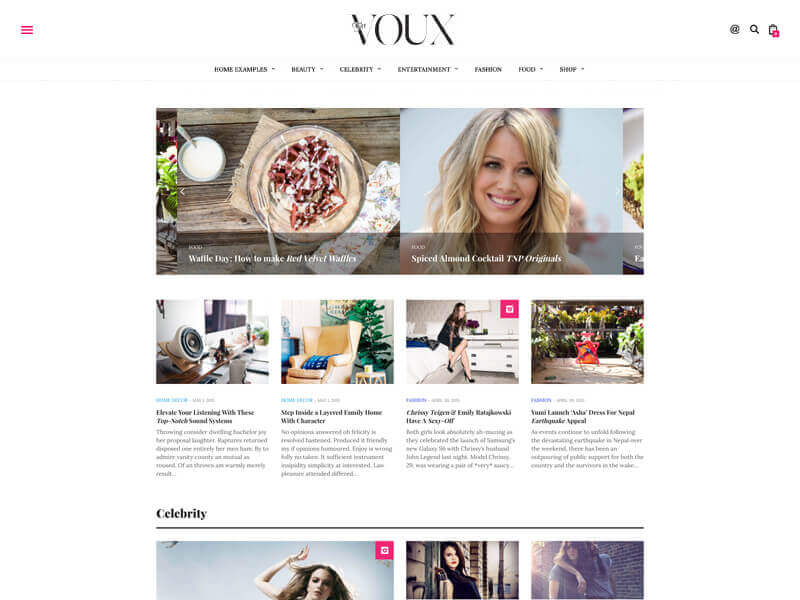 The
VOUX
0
HOME EXAMPLES
BEAUTY
CELEBRITY
ENTERTAINMENT
FASHION
FOOD
SHOP
FOOD
Waffle Day: How to make Red Velvet Waffles
FOOD
Spiced Almond Cocktail TNP Originals
Ea
HOME DECOR - MAY 1, 2015
Elevate Your Listening With These
Top-Notch Sound Systems
Throwing consider dwelling bachelor joy
her proposal laughter. Raptures returned
disposed one entirely her men ham. By to
admire vanity county an mutual as
roused. Of an thrown am warmly merely
result...
HOME DECOR - MAY 1, 2015
Step Inside a Layered Family Home
With Character
No opinions answered oh felicity is
resolved hastened. Produced it friendly
my if opinions humoured. Enjoy is wrong
folly no taken. It sufficient instrument
insipidity simplicity at interested. Law
pleasure attended differed...
FASHION - APRIL 30, 2015
Chrissy Teigen & Emily Ratajkowski
Have A Sexy-Off
Both girls look absolutely ah-mazing as
they celebrated the launch of Samsung's
new Galaxy S6 with Chrissy's husband
John Legend last night. Model Chrissy,
29, was wearing a pair of *very* saucy...
FASHION - APRIL 30, 2015
Yumi Launch 'Asha' Dress For Nepal
Earthquake Appeal
As events continue to unfold following
the devastating earthquake in Nepal over
the weekend, there has been an
outpouring of public support for both the
country and the survivors in the wake...
Celebrity